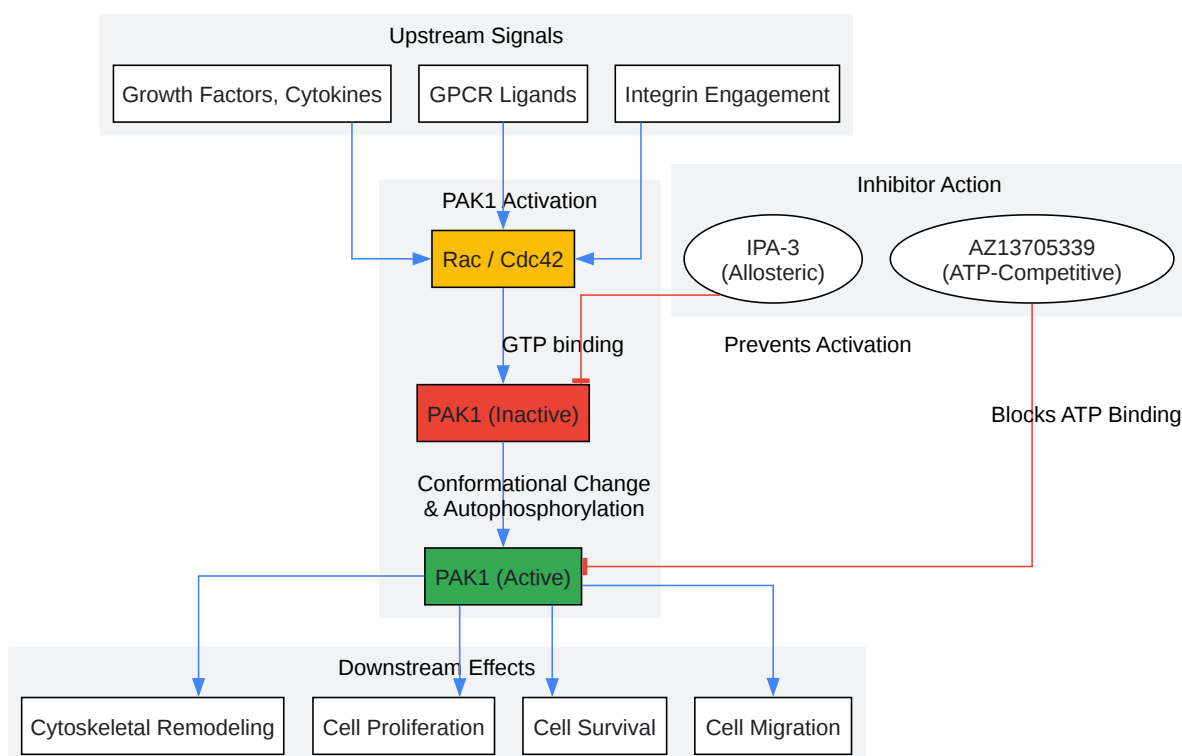 Upstream Signals
Growth Factors, Cytokines
GPCR Ligands
Integrin Engagement
PAK1 Activation
Inhibitor Action
Rac / Cdc42
IPA-3
(Allosteric)
AZ13705339
(ATP-Competitive)
GTP binding
Prevents Activation
PAK1 (Inactive)
Blocks ATP Binding
Conformational Change
& Autophosphorylation
PAK1 (Active)
Downstream Effects
Cytoskeletal Remodeling
Cell Proliferation
Cell Survival
Cell Migration